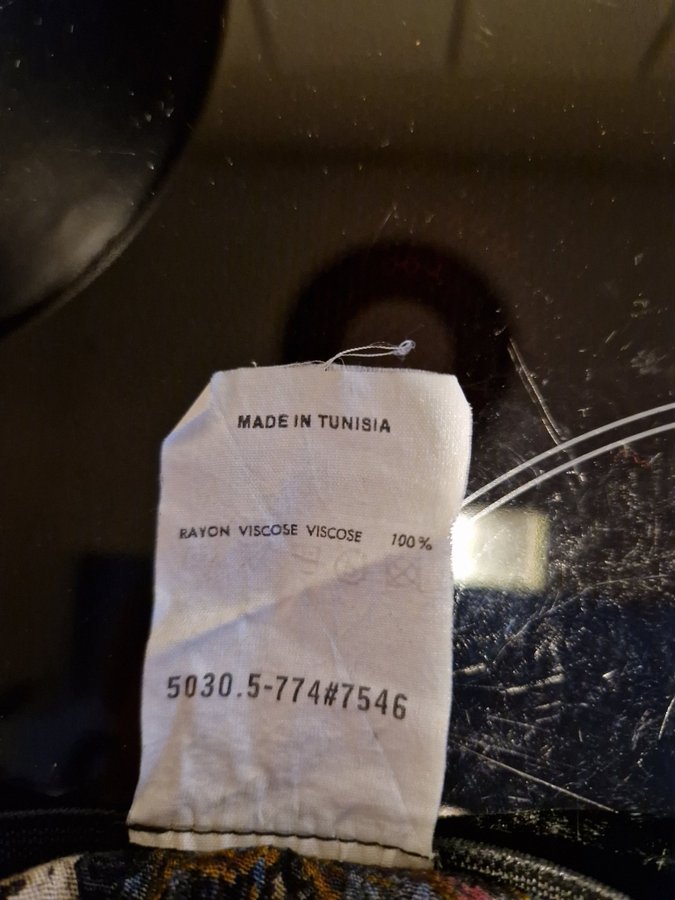 MADE IN TUNISIA
RAYON VISCOSE VISCOSE 100%
5030.5-774#7546